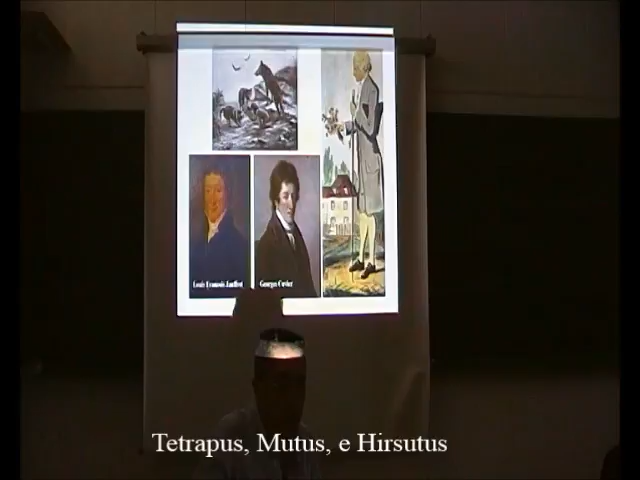 Louis François Jauffret
Georges Cuvier
Tetrapus, Mutus, e Hirsutus